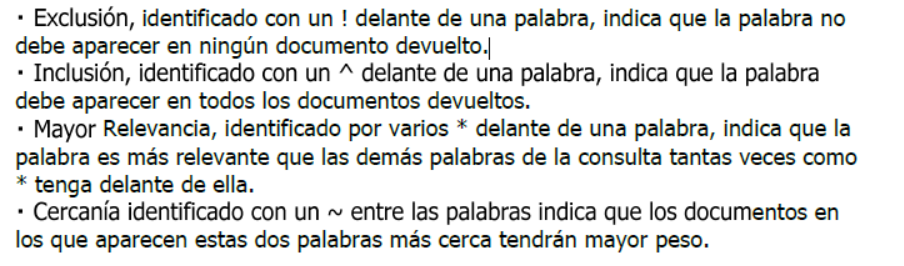 · Exclusión, identificado con un ! delante de una palabra, indica que la palabra no
debe aparecer en ningún documento devuelto.
· Inclusión, identificado con un ^ delante de una palabra, indica que la palabra
debe aparecer en todos los documentos devueltos.
· Mayor Relevancia, identificado por varios * delante de una palabra, indica que la
palabra es más relevante que las demás palabras de la consulta tantas veces como
* tenga delante de ella.
· Cercanía identificado con un ~ entre las palabras indica que los documentos en
los que aparecen estas dos palabras más cerca tendrán mayor peso.